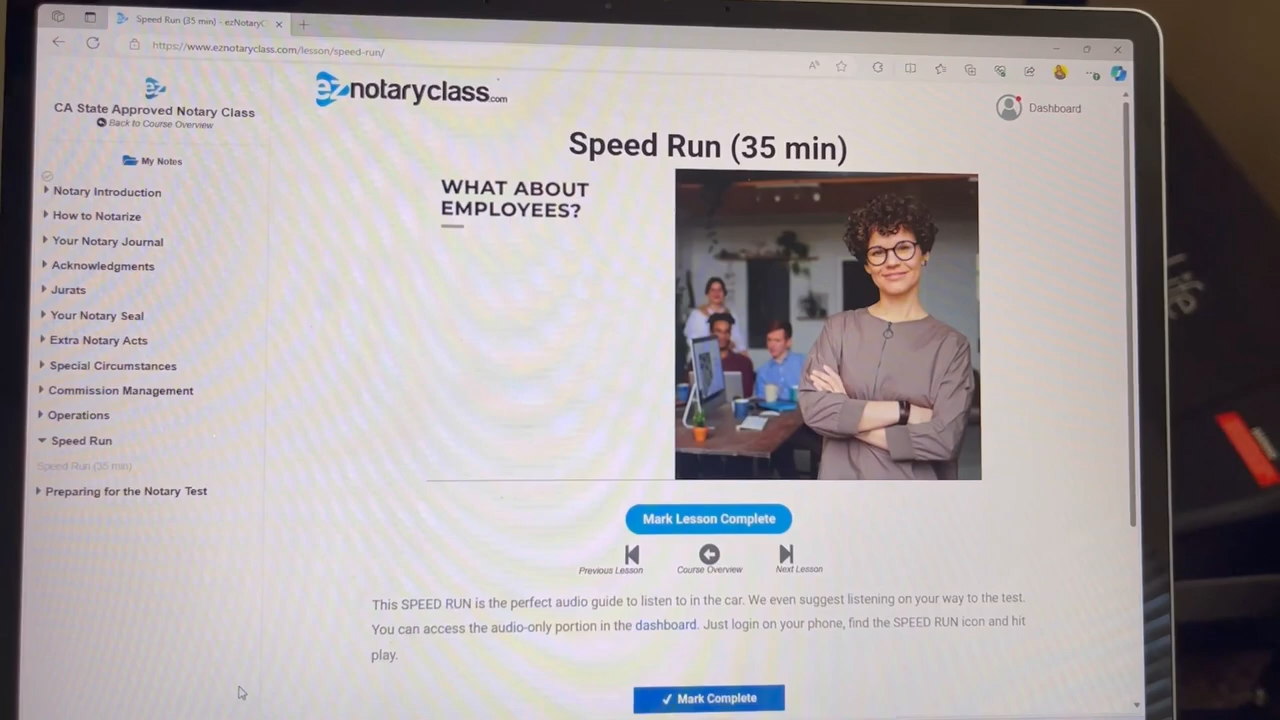 Speed Run (35 min) - ezNotaryC
https://www.eznotaryclass.com/lesson/speed-run/
ez
CA State Approved Notary Class
Back to Course Overview
My Notes
Notary Introduction
How to Notarize
Your Notary Journal
Acknowledgments
Jurats
Your Notary Seal
Extra Notary Acts
Special Circumstances
Commission Management
Operations
Speed Run
Speed Run (35 min)
Preparing for the Notary Test
eznotaryclass.com
Dashboard
Speed Run (35 min)
WHAT ABOUT
EMPLOYEES?
Mark Lesson Complete
Previous Lesson
Course Overview
Next Lesson
This SPEED RUN is the perfect audio guide to listen to in the car. We even suggest listening on your way to the test.
You can access the audio-only portion in the dashboard. Just login on your phone, find the SPEED RUN icon and hit
play.
✓ Mark Complete